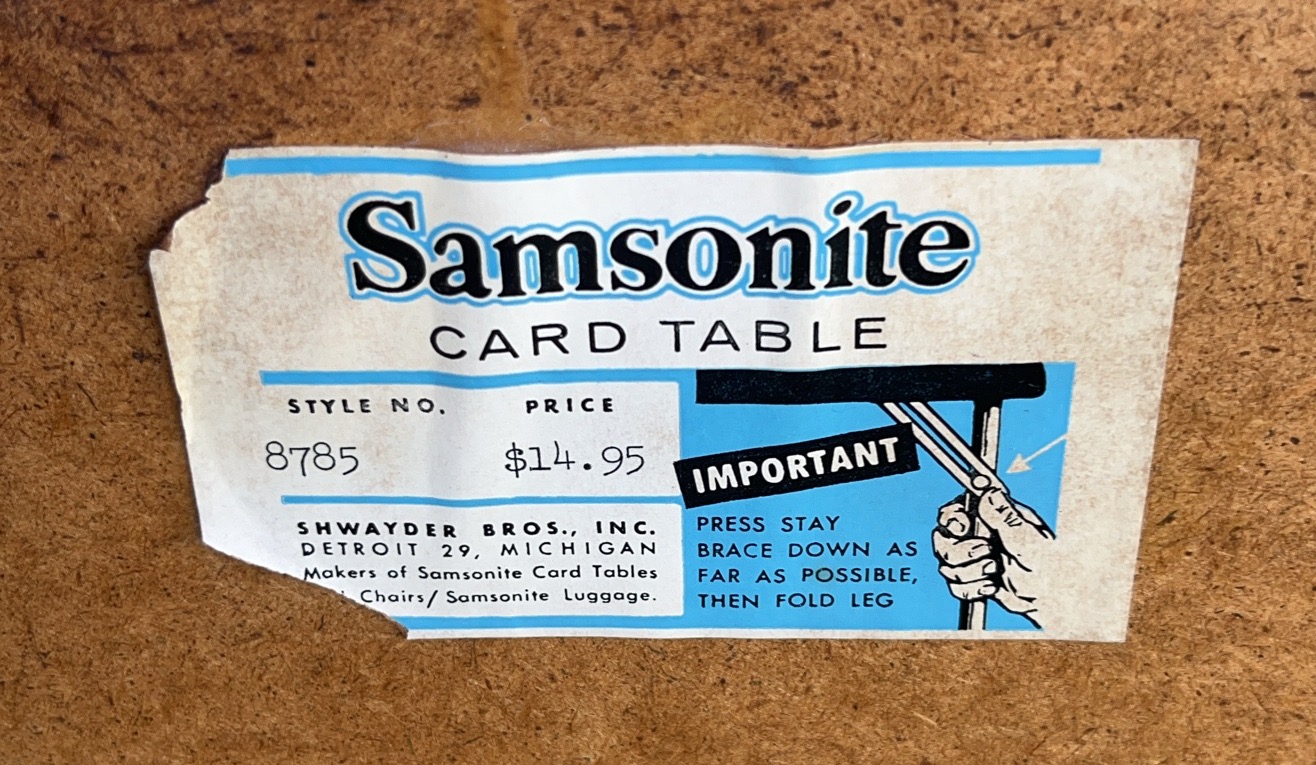 Samsonite
CARD TABLE
STYLE NO. PRICE
8785 $14.95
SHWAYDER BROS., INC.
DETROIT 29, MICHIGAN
Makers of Samsonite Card Tables
Chairs/ Samsonite Luggage.
IMPORTANT
PRESS STAY
BRACE DOWN AS
FAR AS POSSIBLE,
THEN FOLD LEG